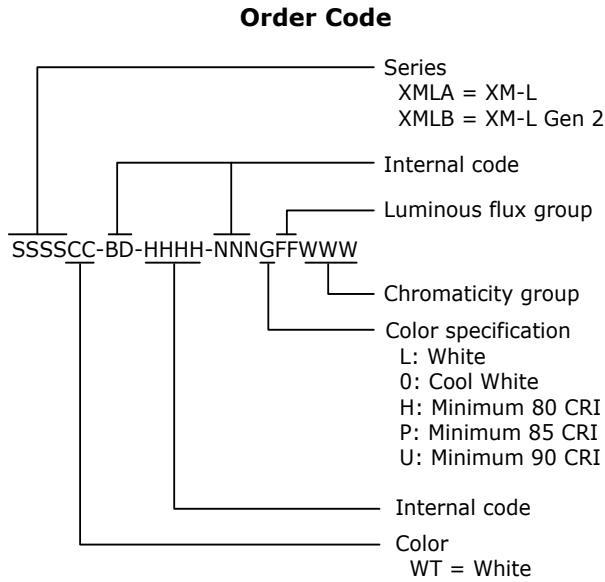 Order Code
Series
XMLA = XM-L
XMLB = XM-L Gen 2
Internal code
Luminous flux group
SSSSCC-BD-HHHH-NNNGFFWWW
Chromaticity group
Color specification
L: White
0: Cool White
H: Minimum 80 CRI
P: Minimum 85 CRI
U: Minimum 90 CRI
Internal code
Color
WT = White